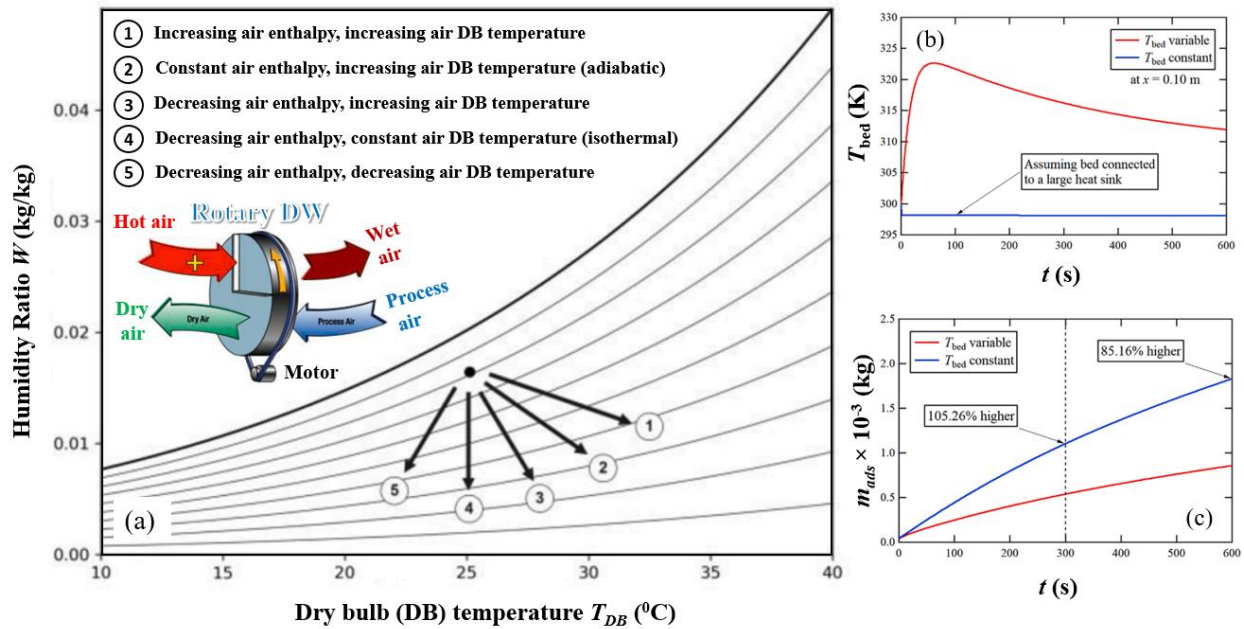 ① Increasing air enthalpy, increasing air DB temperature
② Constant air enthalpy, increasing air DB temperature (adiabatic)
③ Decreasing air enthalpy, increasing air DB temperature
④ Decreasing air enthalpy, constant air DB temperature (isothermal)
⑤ Decreasing air enthalpy, decreasing air DB temperature
Rotary DW
Hot air
+
Wet
air
Dry
air
Dry Air
Process Air
Process
air
Motor
1
2
3
4
5
(a)
Humidity Ratio W (kg/kg)
0.04
0.03
0.02
0.01
0.00
10
15
20
25
30
35
40
Dry bulb (DB) temperature T_DB (⁰C)
(b)
T_bed variable
T_bed constant
at x = 0.10 m
Assuming bed connected
to a large heat sink
T_bed (K)
330
325
320
315
310
305
300
295
0
100
200
300
400
500
600
t (s)
T_bed variable
T_bed constant
85.16% higher
105.26% higher
(c)
m_ads × 10⁻³ (kg)
2.5
2.0
1.5
1.0
0.5
0.0
0
100
200
300
400
500
600
t (s)